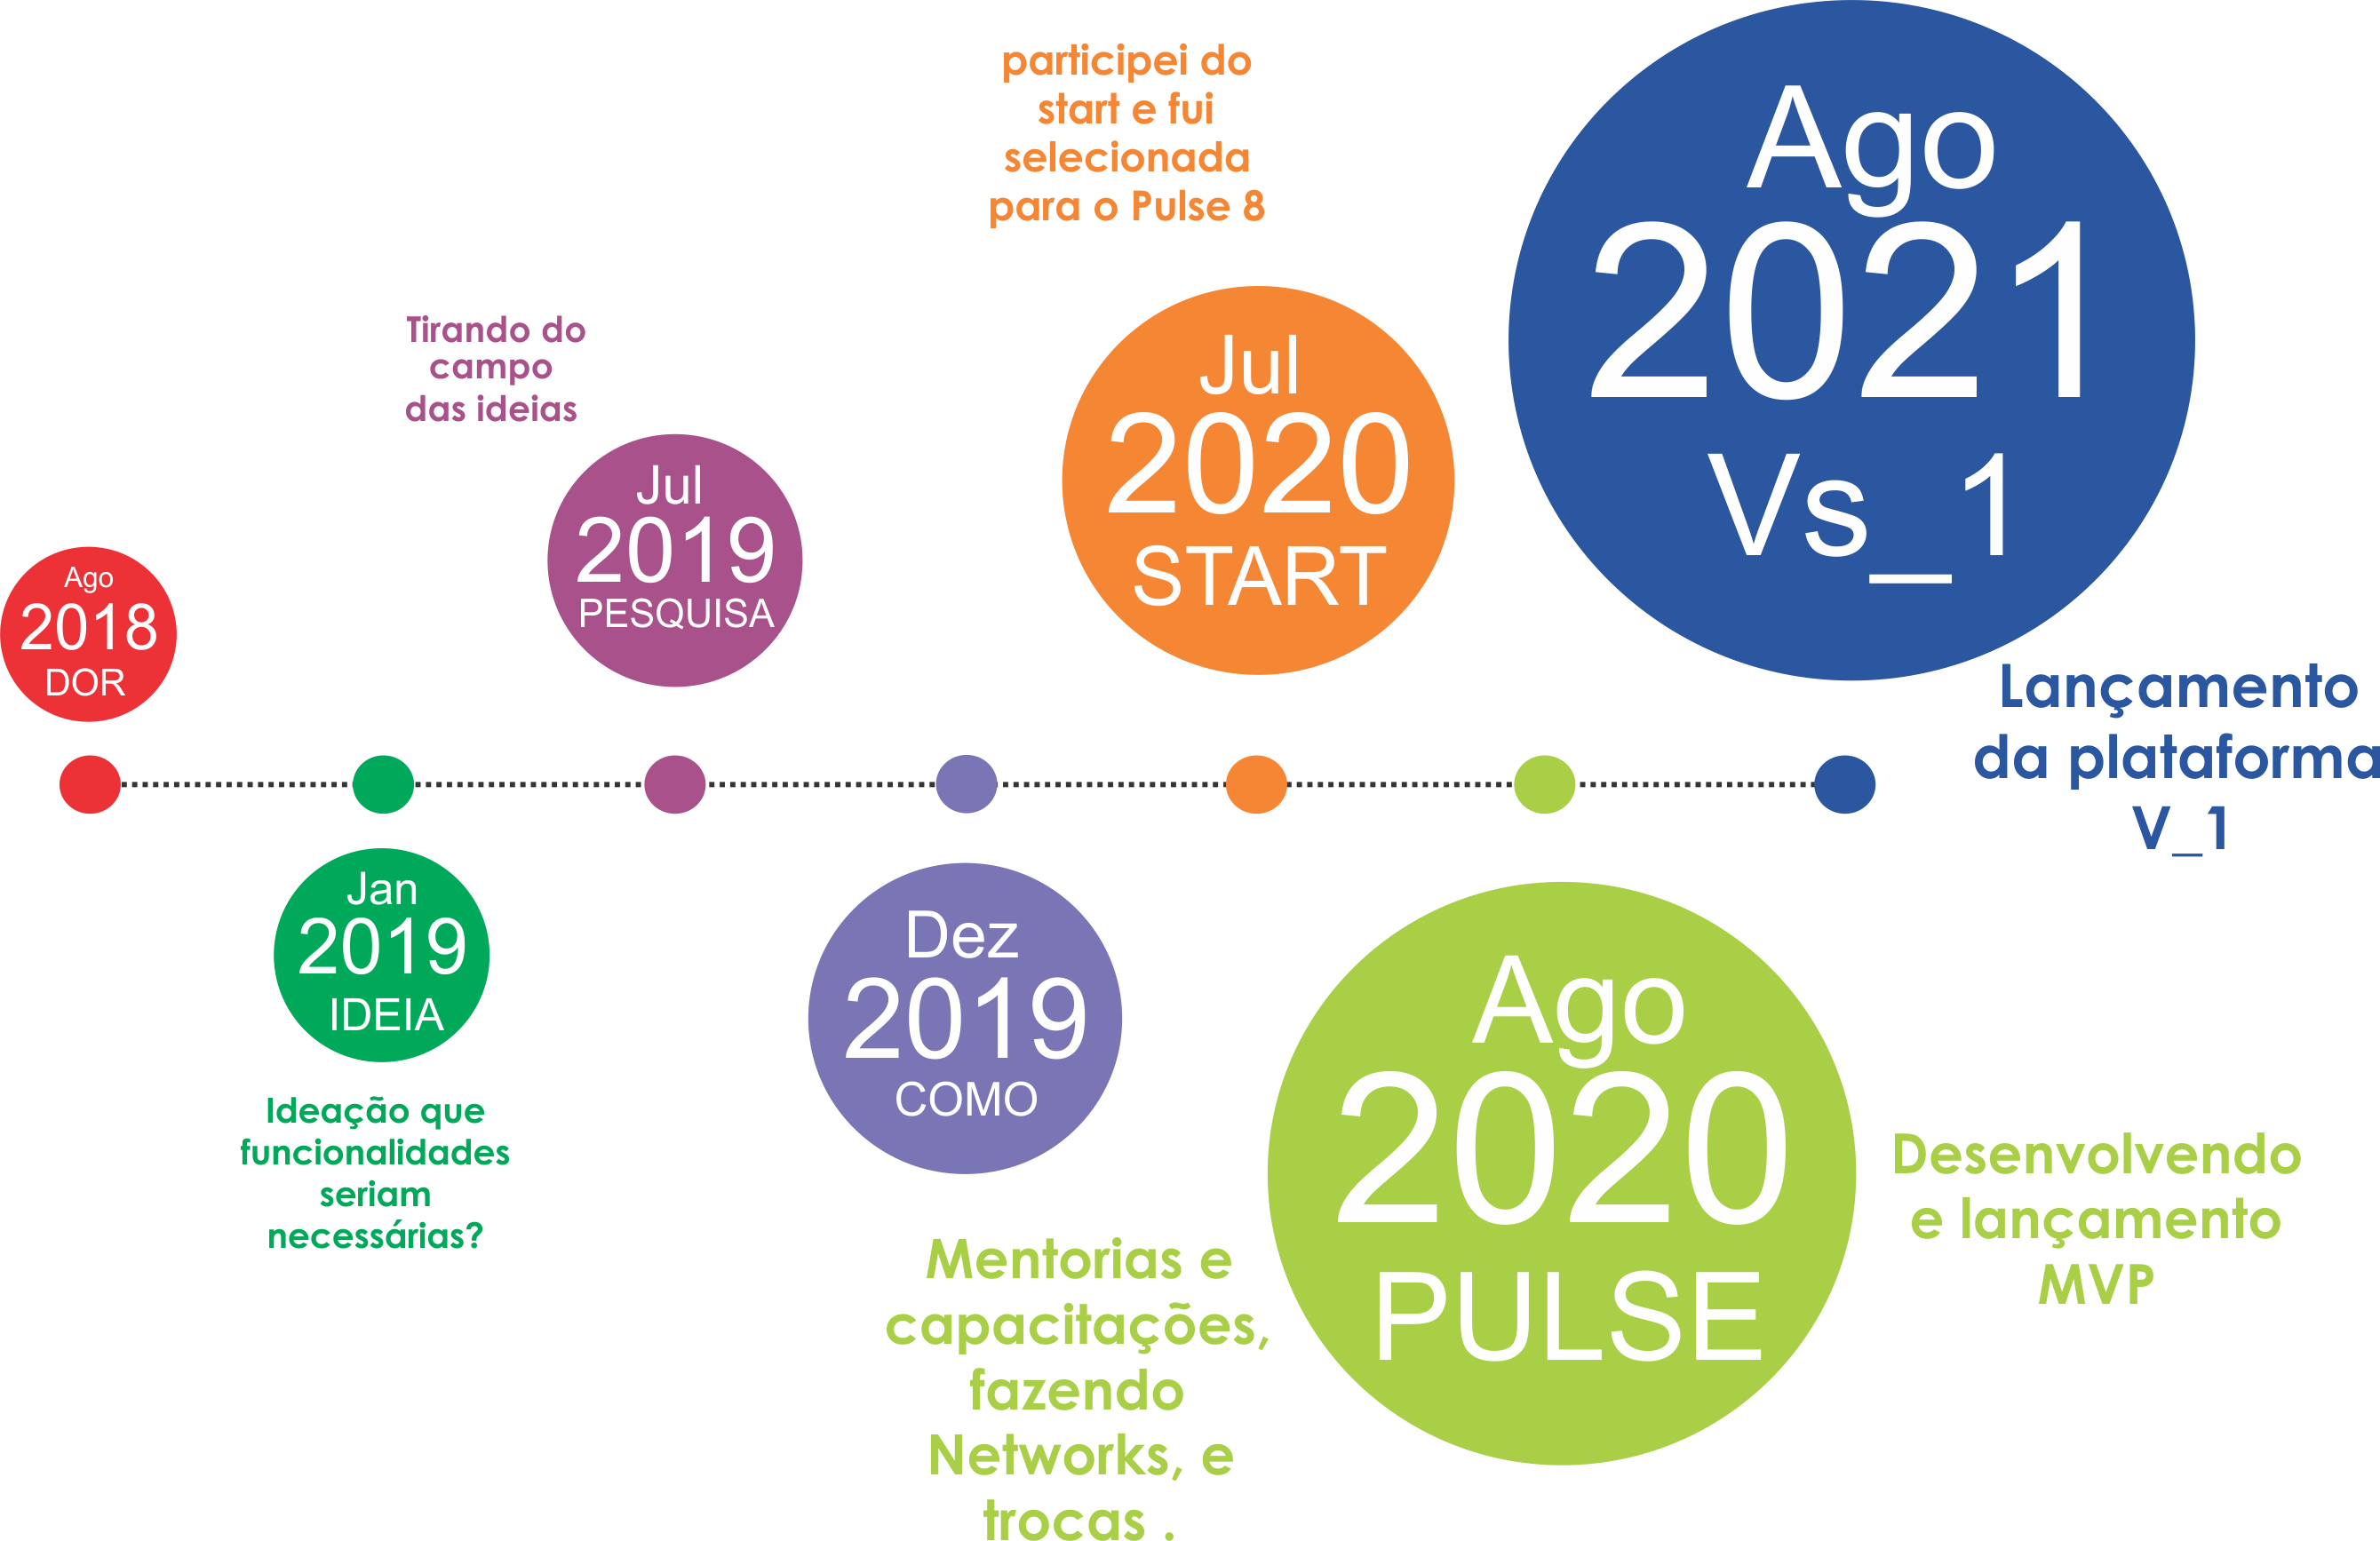 Ago
2018
DOR
Jan
2019
IDEIA
Ideação que
funcionalidades
seriam
necessárias?
Tirando do
campo
das ideias
Jul
2019
PESQUISA
Dez
2019
COMO
participei do
start e fui
selecionada
para o Pulse 8
Jul
2020
START
Mentorias e
capacitações,
fazendo
Networks, e
trocas .
Ago
2020
PULSE
Desenvolvendo
e lançamento
MVP
Ago
2021
Vs_1
Lançamento
da plataforma
V_1